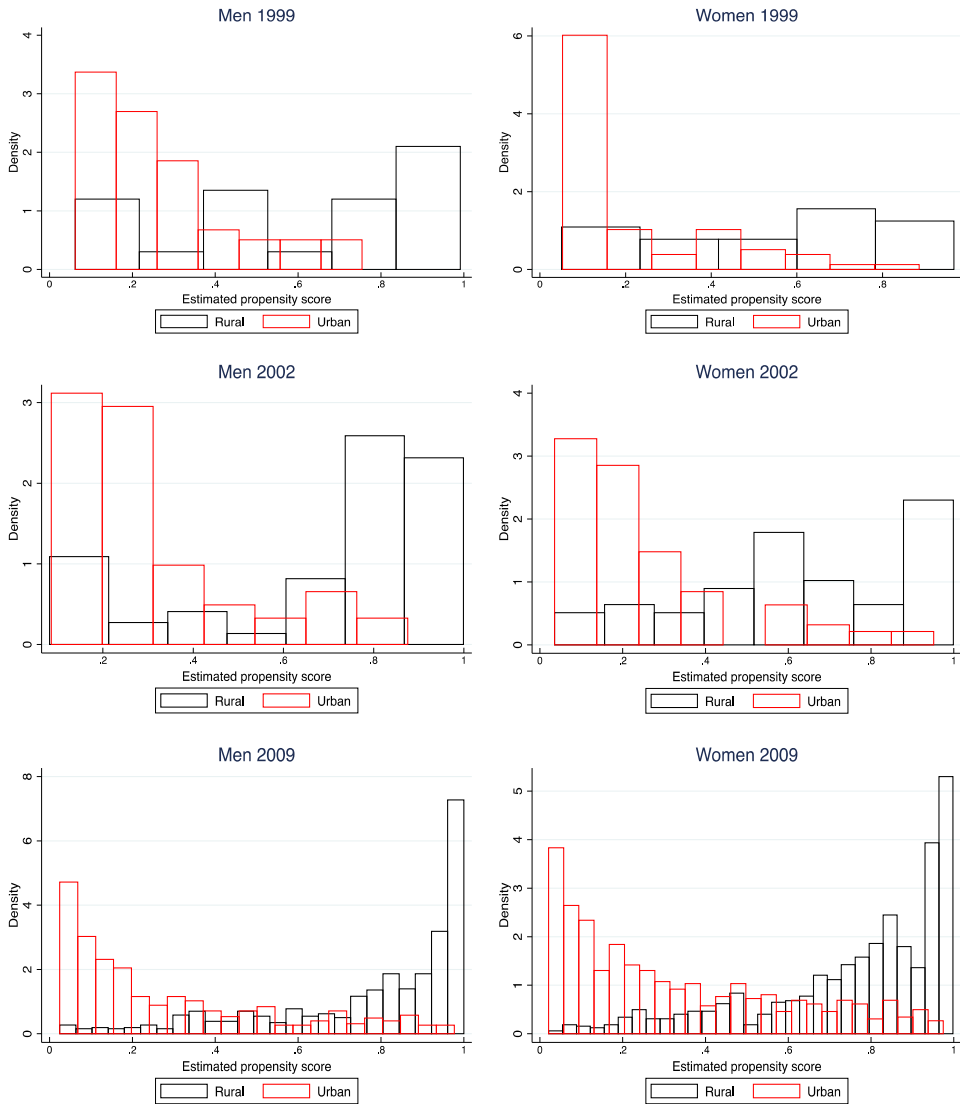 Men 1999
Density
4
3
2
1
0
0 .2 .4 .6 .8 1
Estimated propensity score
Rural Urban
Women 1999
Density
6
4
2
0
0 .2 .4 .6 .8
Estimated propensity score
Rural Urban
Men 2002
Density
3
2
1
0
.2 .4 .6 .8 1
Estimated propensity score
Rural Urban
Women 2002
Density
4
3
2
1
0
0 .2 .4 .6 .8 1
Estimated propensity score
Rural Urban
Men 2009
Density
8
6
4
2
0
0 .2 .4 .6 .8 1
Estimated propensity score
Rural Urban
Women 2009
Density
5
4
3
2
1
0
0 .2 .4 .6 .8 1
Estimated propensity score
Rural Urban